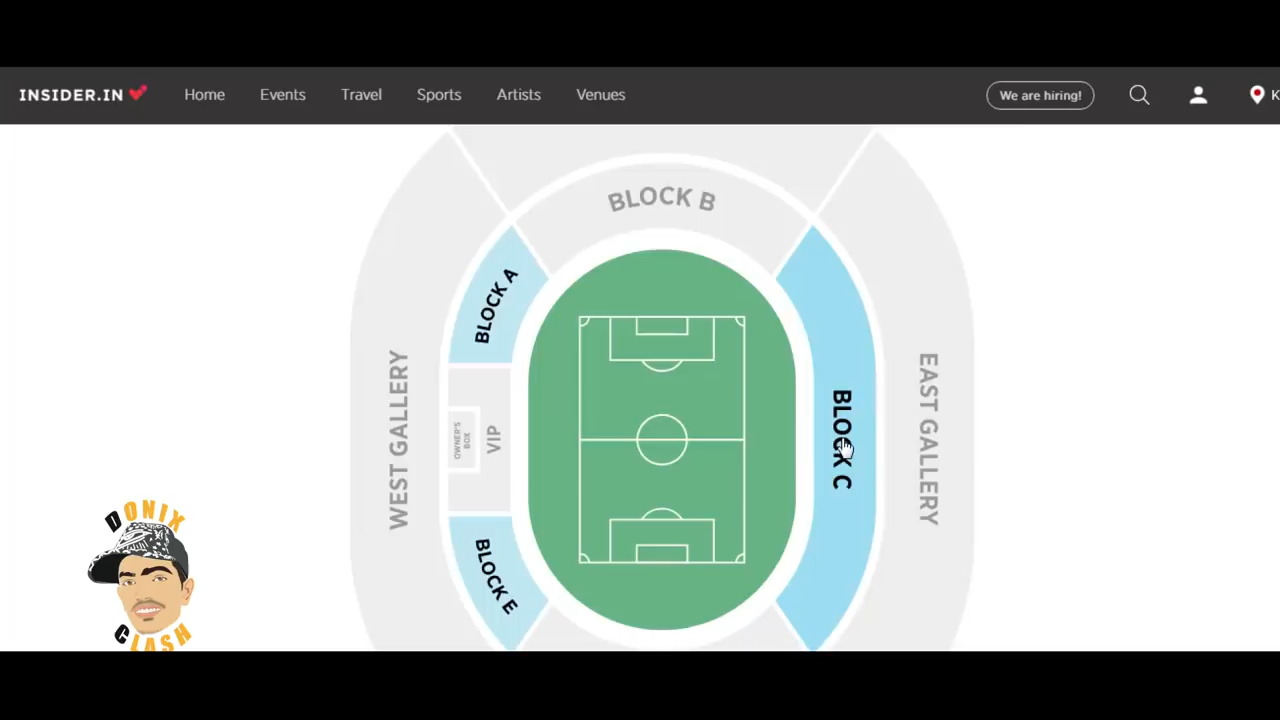 INSIDER.IN Home Events Travel Sports Artists Venues We are hiring! K
BLOCK B
BLOCK A
WEST GALLERY
OWNER'S
BOX
VIP
BLOCK C
EAST GALLERY
BLOCK E
DONIX
CLASH